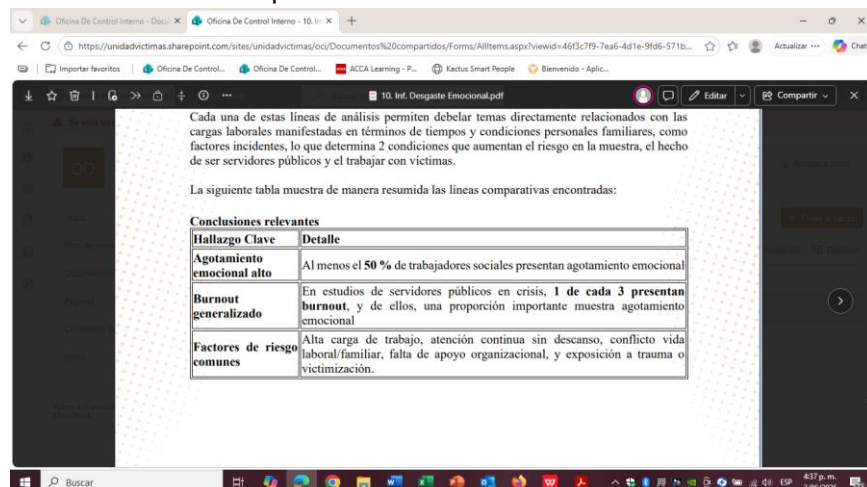 Oficina De Control Interno - Docu
Oficina De Control Interno - 10. In
https://unidadvictimas.sharepoint.com/sites/unidadvictimas/oci/Documentos%20compartidos/Forms/AllItems.aspx?viewid=46f3c7f9-7ea6-4d1e-9fd6-571b...
Actualizar
Chat
Importar favoritos
Oficina De Control...
Oficina De Control...
ACCA Learning - P...
Kactus Smart People
Bienvenido - Aplic...
10. Inf. Desgaste Emocional.pdf
Editar
Compartir
Cada una de estas líneas de análisis permiten debelar temas directamente relacionados con las
cargas laborales manifestadas en términos de tiempos y condiciones personales familiares, como
factores incidentes, lo que determina 2 condiciones que aumentan el riesgo en la muestra, el hecho
de ser servidores públicos y el trabajar con victimas.
La siguiente tabla muestra de manera resumida las líneas comparativas encontradas:
Conclusiones relevantes
Hallazgo Clave Detalle
Agotamiento
emocional alto
Al menos el 50 % de trabajadores sociales presentan agotamiento emocional
Burnout
generalizado
En estudios de servidores públicos en crisis, 1 de cada 3 presentan
burnout, y de ellos, una proporción importante muestra agotamiento
emocional
Factores de riesgo
comunes
Alta carga de trabajo, atención continua sin descanso, conflicto vida
laboral/familiar, falta de apoyo organizacional, y exposición a trauma o
victimización.
Buscar
ESP
4:37 p. m.